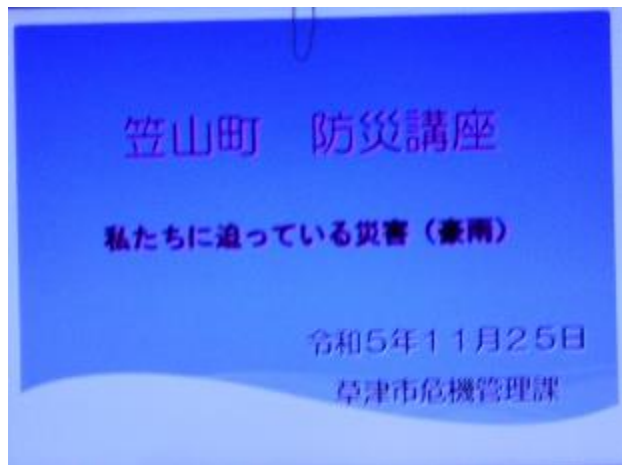 笠山町　防災講座
私たちに迫っている災害（豪雨）
令和5年11月25日
草津市危機管理課